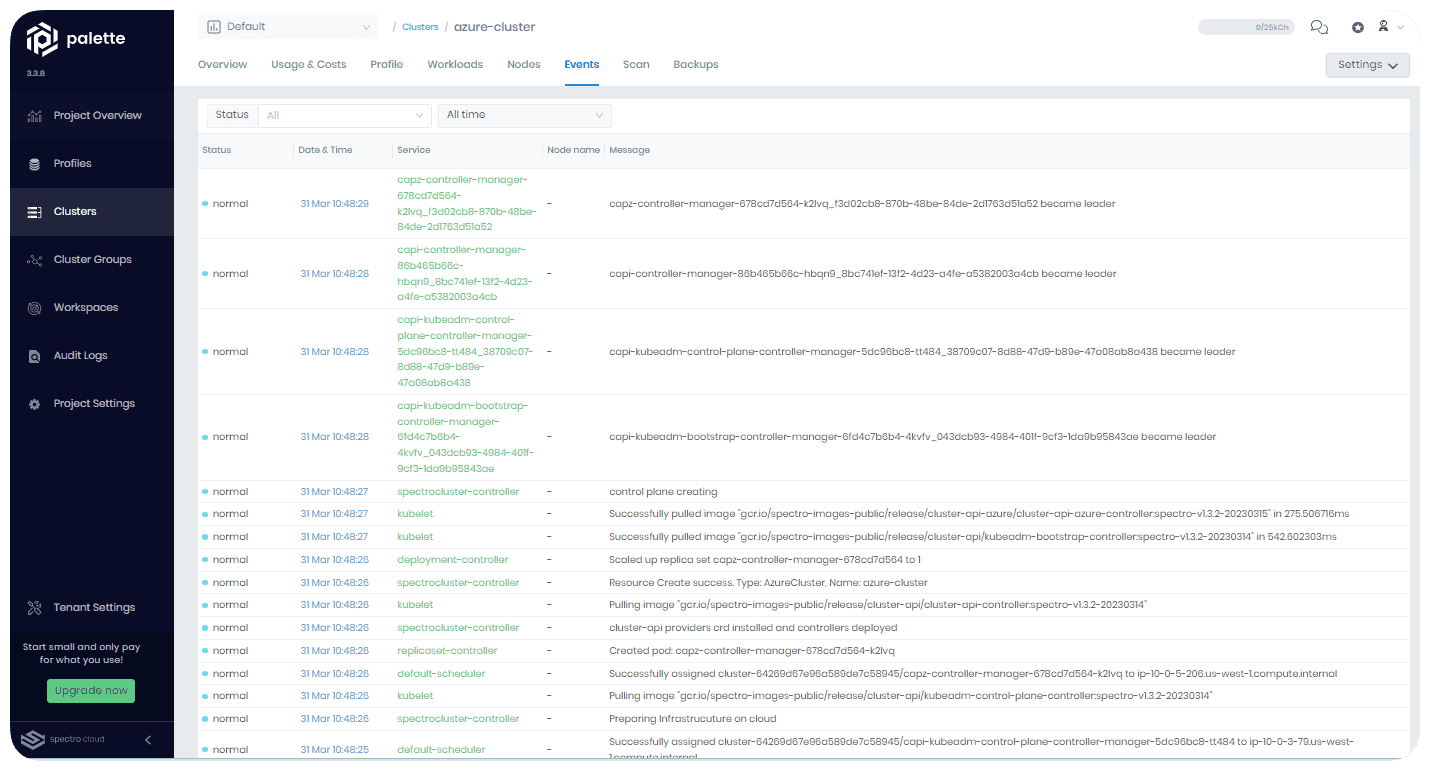 palette
3.3.8
Project Overview
Profiles
Clusters
Cluster Groups
Workspaces
Audit Logs
Project Settings
Tenant Settings
Start small and only pay
for what you use!
Upgrade now
spectro cloud
Default
/ Clusters / azure-cluster
0/25kCh
Overview Usage & Costs Profile Workloads Nodes Events Scan Backups
Settings
Status All All time
Status Date & Time Service Node name Message
capz-controller-manager-
678cd7d564-
normal 31 Mar 10:48:29 k2lvq_f3d02cb8-870b-48be- - capz-controller-manager-678cd7d564-k2lvq_f3d02cb8-870b-48be-84de-2d1763d51a52 became leader
84de-2d1763d51a52
capi-controller-manager-
86b465b66c-
normal 31 Mar 10:48:28 hbqn9_8bc741ef-13f2-4d23- - capi-controller-manager-86b465b66c-hbqn9_8bc741ef-13f2-4d23-a4fe-a5382003a4cb became leader
a4fe-a5382003a4cb
capi-kubeadm-control-
plane-controller-manager-
normal 31 Mar 10:48:28 5dc96bc8-tt484_38709c07- - capi-kubeadm-control-plane-controller-manager-5dc96bc8-tt484_38709c07-8d88-47d9-b89e-47a08ab8a438 became leader
8d88-47d9-b89e-
47a08ab8a438
capi-kubeadm-bootstrap-
controller-manager-
normal 31 Mar 10:48:28 6fd4c7b6b4- - capi-kubeadm-bootstrap-controller-manager-6fd4c7b6b4-4kvfv_043dcb93-4984-401f-9cf3-1da9b95843ae became leader
4kvfv_043dcb93-4984-401f-
9cf3-1da9b95843ae
normal 31 Mar 10:48:27 spectrocluster-controller - control plane creating
normal 31 Mar 10:48:27 kubelet - Successfully pulled image "gcr.io/spectro-images-public/release/cluster-api-azure/cluster-api-azure-controller:spectro-v1.3.2-20230315" in 275.506716ms
normal 31 Mar 10:48:27 kubelet - Successfully pulled image "gcr.io/spectro-images-public/release/cluster-api/kubeadm-bootstrap-controller:spectro-v1.3.2-20230314" in 542.602303ms
normal 31 Mar 10:48:26 deployment-controller - Scaled up replica set capz-controller-manager-678cd7d564 to 1
normal 31 Mar 10:48:26 spectrocluster-controller - Resource Create success. Type: AzureCluster, Name: azure-cluster
normal 31 Mar 10:48:26 kubelet - Pulling image "gcr.io/spectro-images-public/release/cluster-api/cluster-api-controller:spectro-v1.3.2-20230314"
normal 31 Mar 10:48:26 spectrocluster-controller - cluster-api providers crd installed and controllers deployed
normal 31 Mar 10:48:26 replicaset-controller - Created pod: capz-controller-manager-678cd7d564-k2lvq
normal 31 Mar 10:48:26 default-scheduler - Successfully assigned cluster-64269d67e96a589de7c58945/capz-controller-manager-678cd7d564-k2lvq to ip-10-0-5-206.us-west-1.compute.internal
normal 31 Mar 10:48:26 kubelet - Pulling image "gcr.io/spectro-images-public/release/cluster-api/kubeadm-control-plane-controller:spectro-v1.3.2-20230314"
normal 31 Mar 10:48:26 spectrocluster-controller - Preparing Infrastrucuture on cloud
normal 31 Mar 10:48:25 default-scheduler - Successfully assigned cluster-64269d67e96a589de7c58945/capi-kubeadm-control-plane-controller-manager-5dc96bc8-tt484 to ip-10-0-3-79.us-west-
1.compute.internal